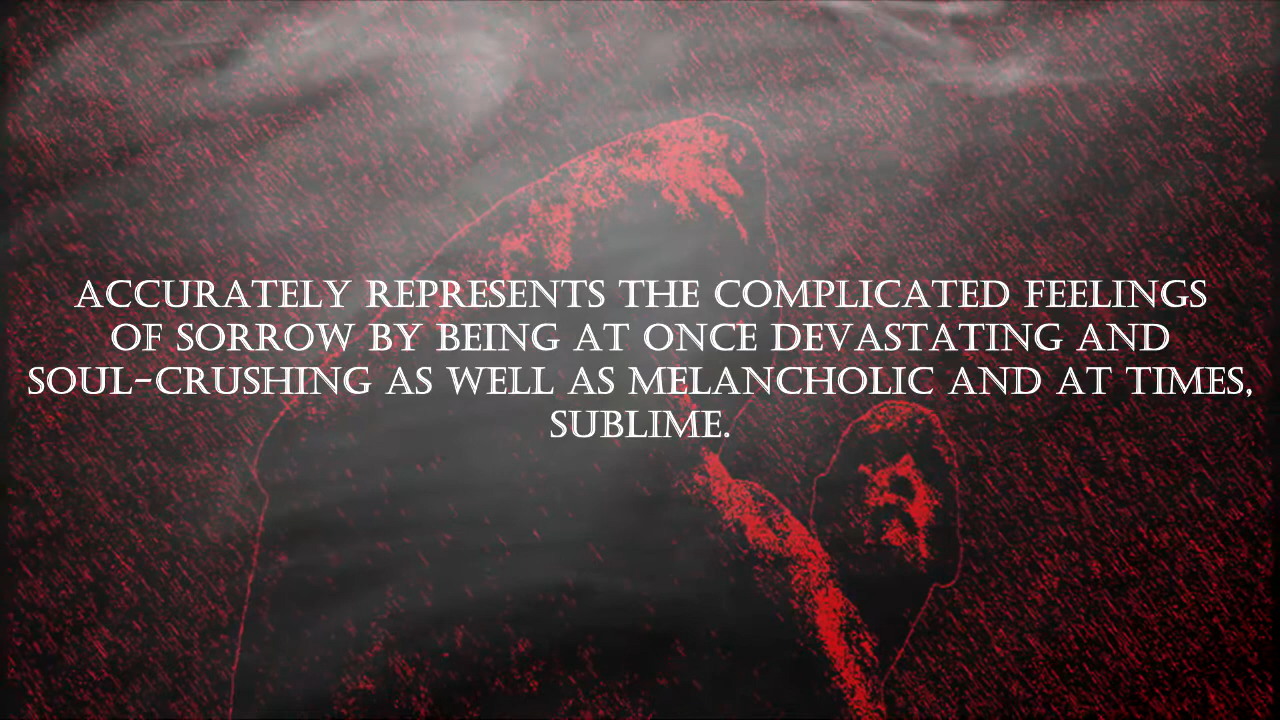 ACCURATELY REPRESENTS THE COMPLICATED FEELINGS
OF SORROW BY BEING AT ONCE DEVASTATING AND
SOUL-CRUSHING AS WELL AS MELANCHOLIC AND AT TIMES,
SUBLIME.